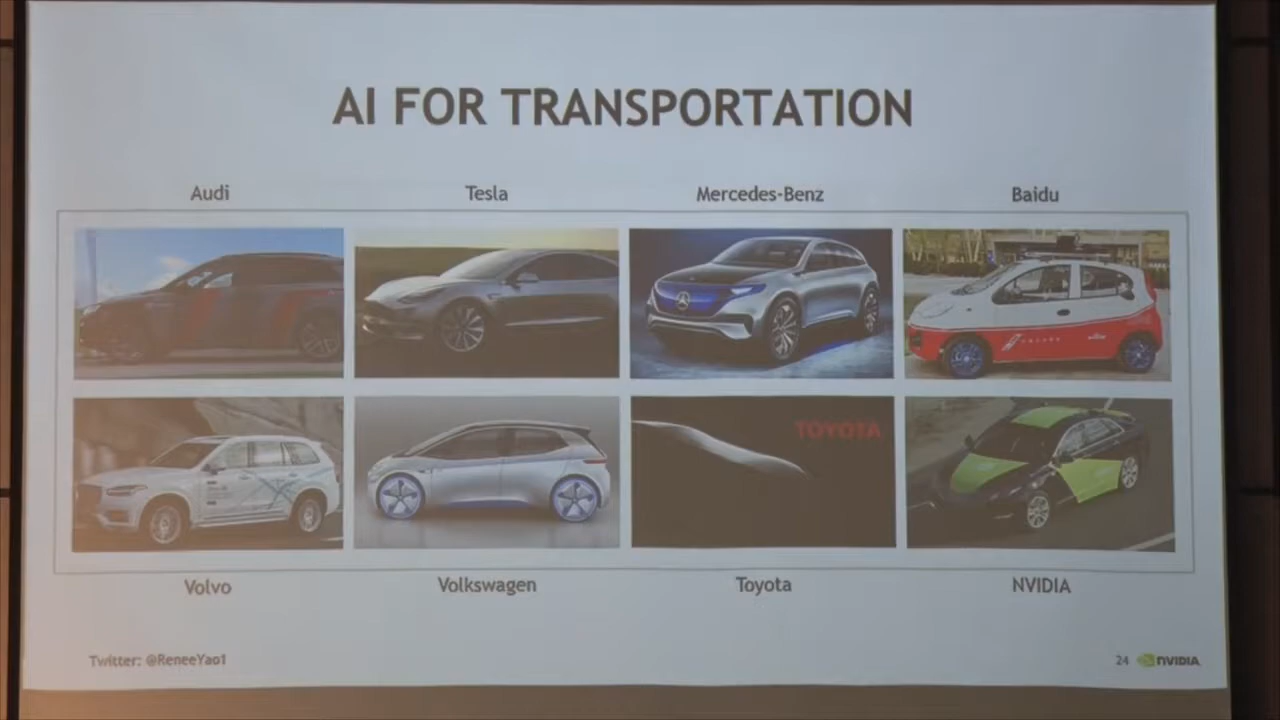 AI FOR TRANSPORTATION
Audi Tesla Mercedes-Benz Baidu
TOYOTA
Volvo Volkswagen Toyota NVIDIA
Twitter: @ReneeYao1
24 NVIDIA